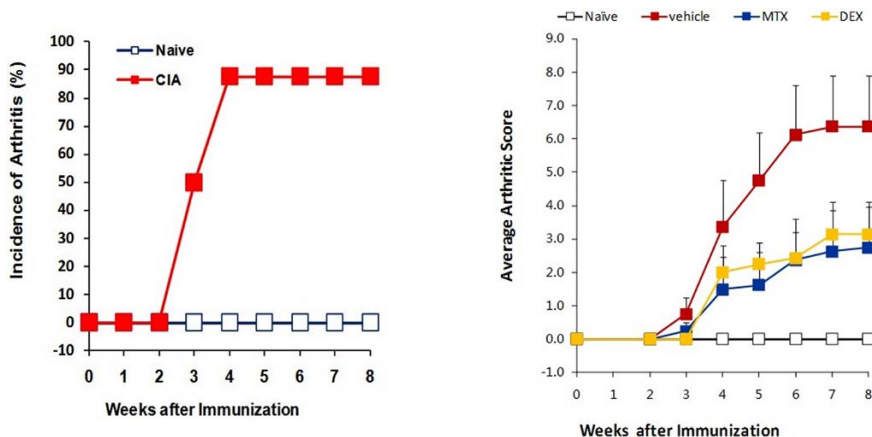 100
90
80
70
60
50
40
30
20
10
0
-10
Incidence of Arthritis (%)
Naive
CIA
0 1 2 3 4 5 6 7 8
Weeks after Immunization
Naïve vehicle MTX DEX
9.0
8.0
7.0
6.0
5.0
4.0
3.0
2.0
1.0
0.0
-1.0
Average Arthritic Score
0 1 2 3 4 5 6 7 8
Weeks after Immunization